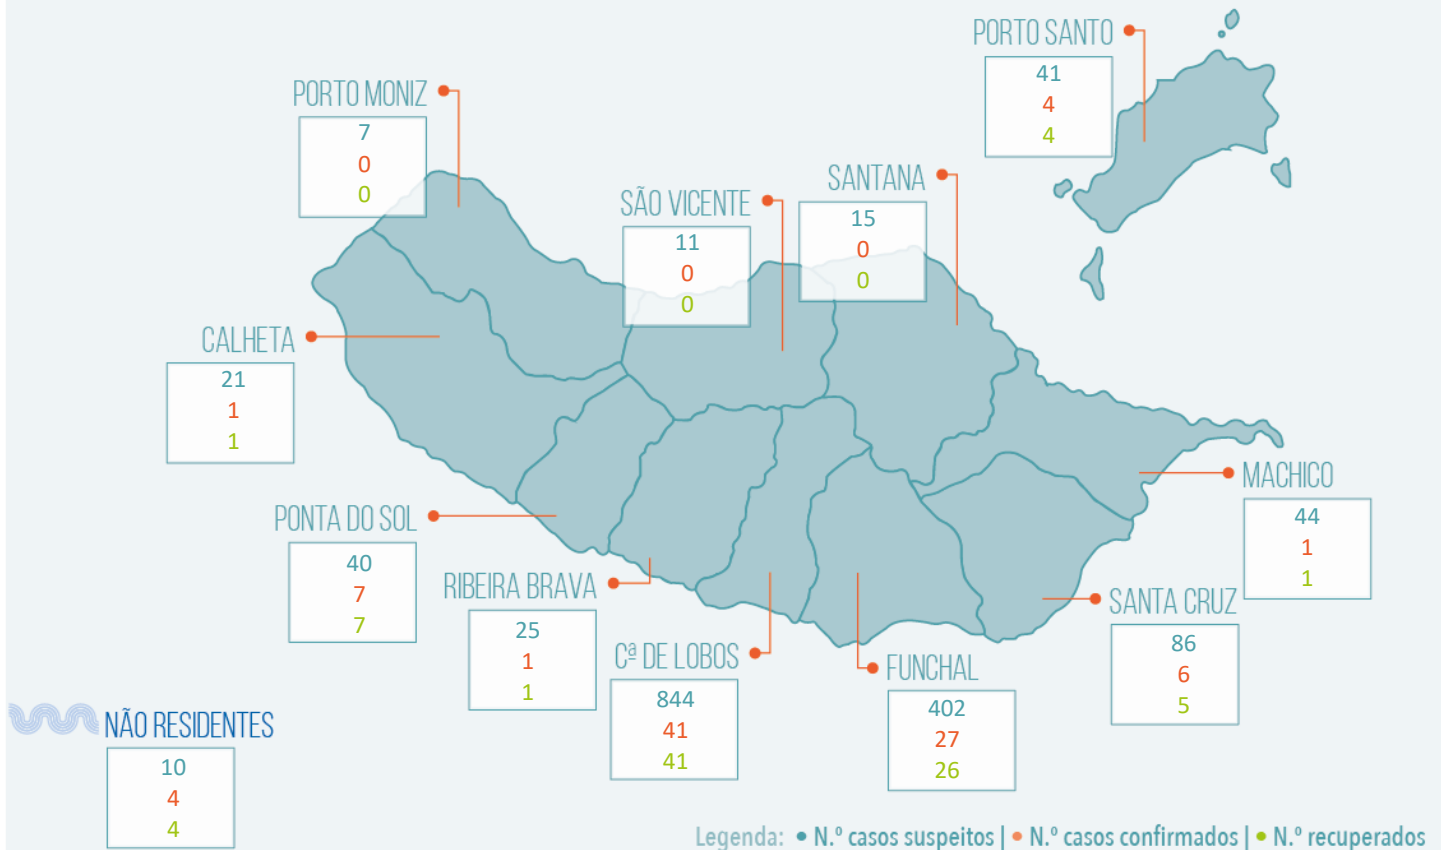 PORTO SANTO
41
4
4
PORTO MONIZ
7
0
0
SANTANA
15
0
0
SÃO VICENTE
11
0
0
CALHETA
21
1
1
MACHICO
44
1
1
PONTA DO SOL
40
7
7
RIBEIRA BRAVA
25
1
1
SANTA CRUZ
86
6
5
Cª DE LOBOS
844
41
41
FUNCHAL
402
27
26
NÃO RESIDENTES
10
4
4
Legenda: • N.º casos suspeitos | • N.º casos confirmados | • N.º recuperados